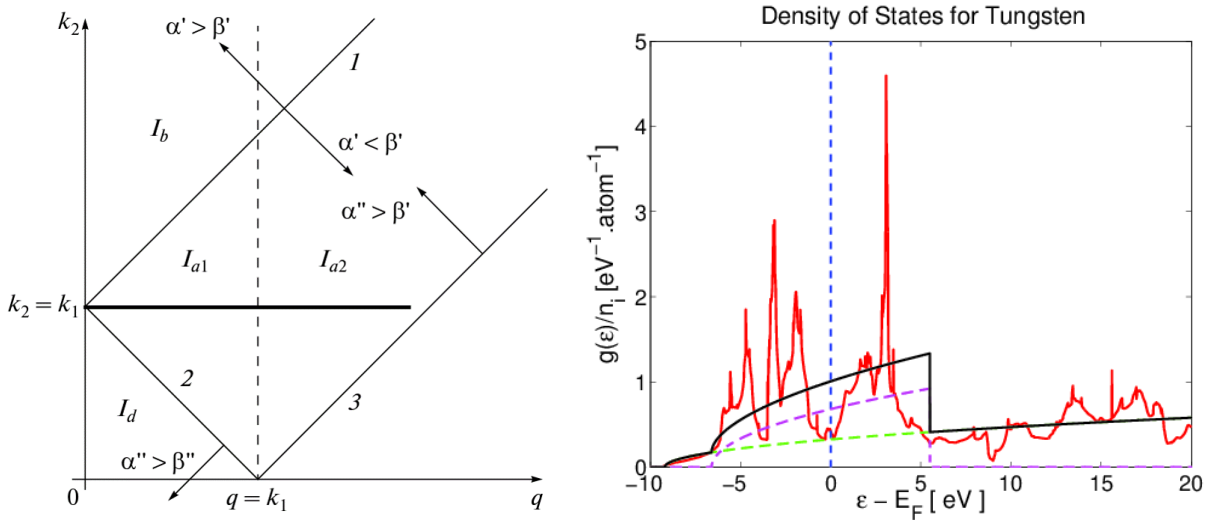 k₂
α' > β'
1
I_b
α' < β'
α'' > β'
I_a1
I_a2
k₂ = k₁
2
3
I_d
α'' > β''
0
q = k₁
q
Density of States for Tungsten
g(ε)/n_i [eV⁻¹.atom⁻¹]
5
4
3
2
1
0
−10
−5
0
5
10
15
20
ε − E_F [ eV ]